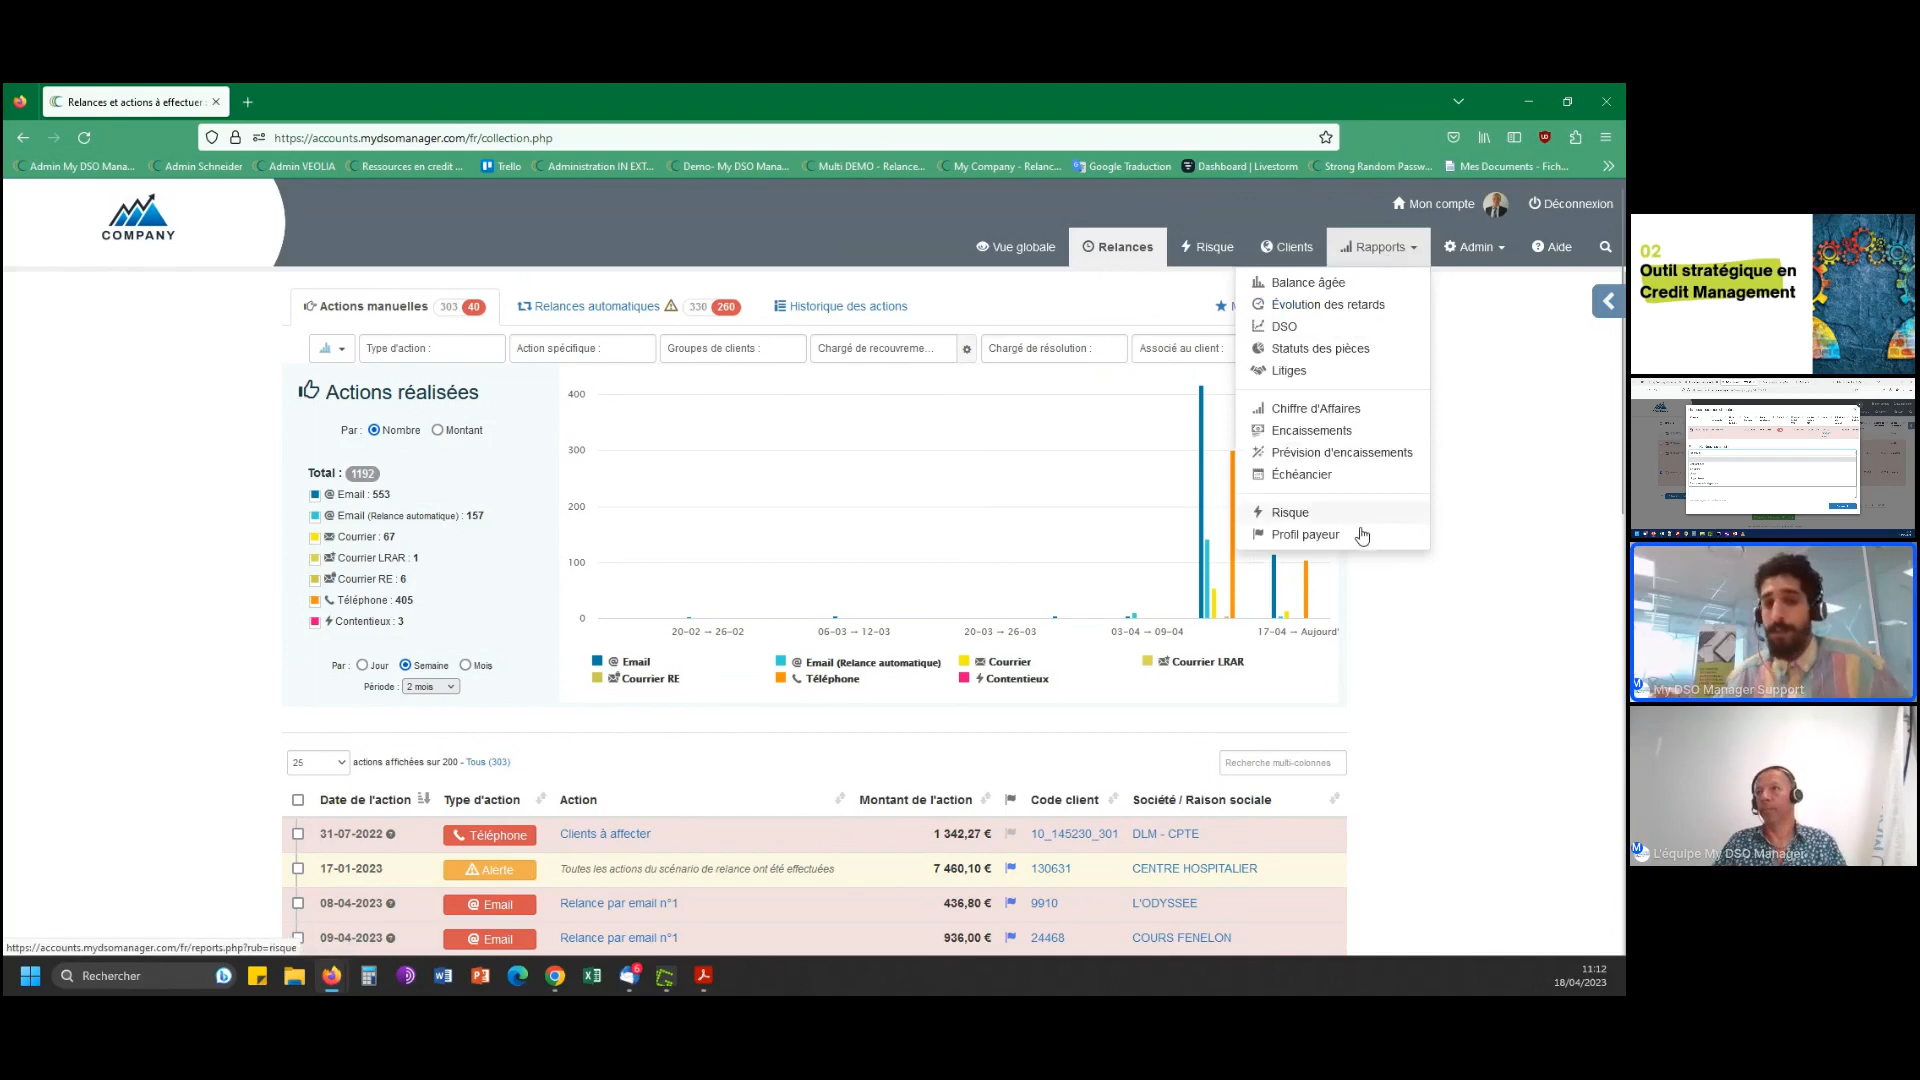 Relances et actions à effectuer
https://accounts.mydsomanager.com/fr/collection.php
Admin My DSO Mana... Admin Schneider Admin VEOLIA Ressources en credit ... Trello Administration IN EXT... Demo- My DSO Mana... Multi DEMO - Relance... My Company - Relanc... Google Traduction Dashboard | Livestorm Strong Random Passw... Mes Documents - Fich...
COMPANY
Mon compte Déconnexion
Vue globale Relances Risque Clients Rapports Admin Aide
Balance âgée
Évolution des retards
DSO
Statuts des pièces
Litiges
Chiffre d'Affaires
Encaissements
Prévision d'encaissements
Échéancier
Risque
Profil payeur
Actions manuelles 303 40 Relances automatiques 330 260 Historique des actions M
Type d'action : Action spécifique : Groupes de clients : Chargé de recouvreme... Chargé de résolution : Associé au client :
Actions réalisées
Par : Nombre Montant
Total : 1192
@ Email : 553
@ Email (Relance automatique) : 157
Courrier : 67
Courrier LRAR : 1
Courrier RE : 6
Téléphone : 405
Contentieux : 3
Par : Jour Semaine Mois
Période : 2 mois
400
300
200
100
0
20-02 → 26-02 06-03 → 12-03 20-03 → 26-03 03-04 → 09-04 17-04 → Aujourd'
@ Email @ Email (Relance automatique) Courrier Courrier LRAR
Courrier RE Téléphone Contentieux
25 actions affichées sur 200 - Tous (303) Recherche multi-colonnes
Date de l'action Type d'action Action Montant de l'action Code client Société / Raison sociale
31-07-2022 Téléphone Clients à affecter 1 342,27 € 10_145230_301 DLM - CPTE
17-01-2023 Alerte Toutes les actions du scénario de relance ont été effectuées 7 460,10 € 130631 CENTRE HOSPITALIER
08-04-2023 @ Email Relance par email n°1 436,80 € 9910 L'ODYSSEE
09-04-2023 @ Email Relance par email n°1 936,00 € 24468 COURS FENELON
https://accounts.mydsomanager.com/fr/reports.php?rub=risque
Rechercher
6
11:12
18/04/2023
02
Outil stratégique en
Credit Management
My DSO Manager Support
L'équipe My DSO Manager